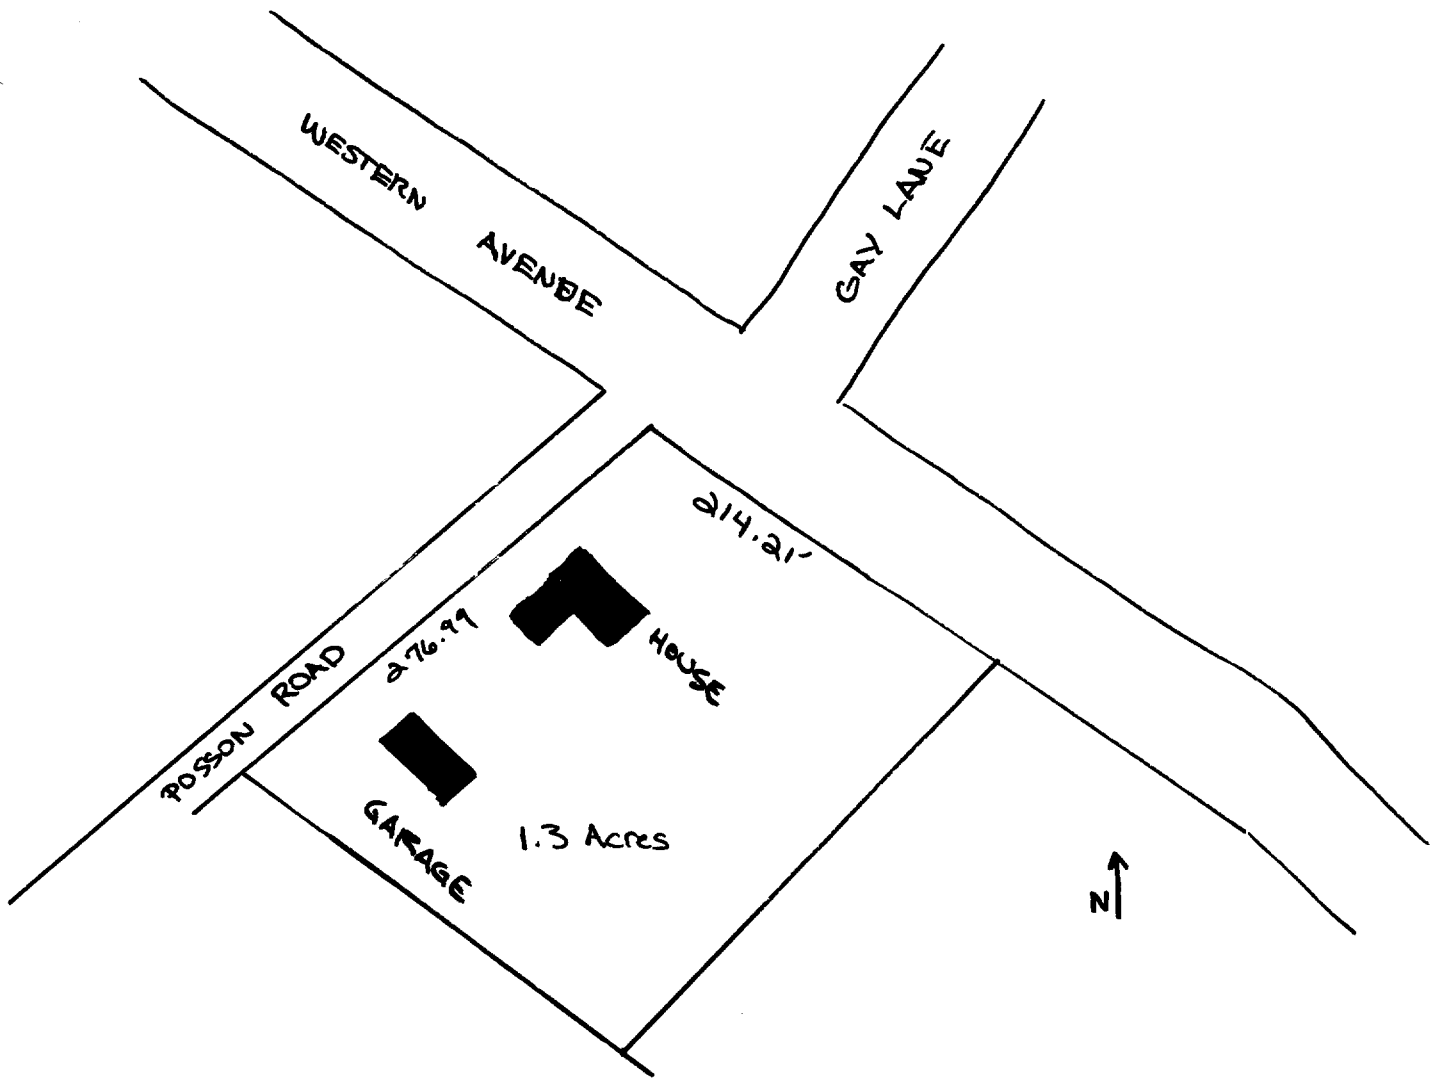 WESTERN AVENUE
GAY LANE
214.21'
276.99
HOUSE
POSSON ROAD
GARAGE
1.3 Acres
N